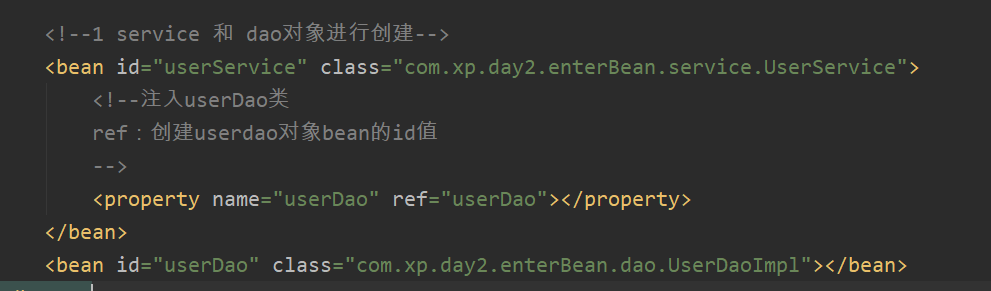 <!--1 service 和 dao对象进行创建-->
<bean id="userService" class="com.xp.day2.enterBean.service.UserService">
<!--注入userDao类
ref：创建userdao对象bean的id值
-->
<property name="userDao" ref="userDao"></property>
</bean>
<bean id="userDao" class="com.xp.day2.enterBean.dao.UserDaoImpl"></bean>